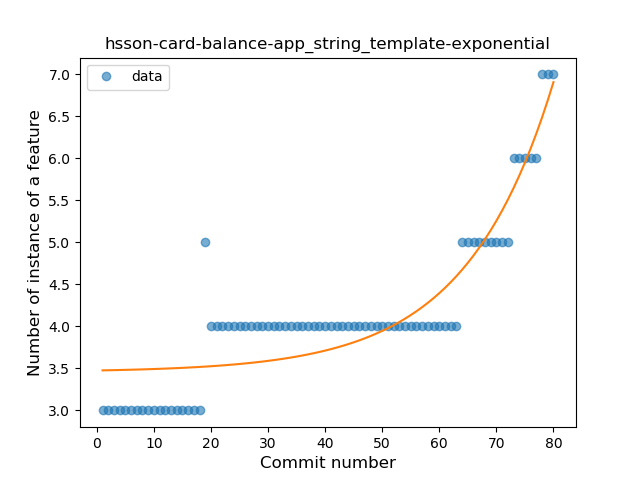 hsson-card-balance-app_string_template-exponential
data
Number of instance of a feature
7.0
6.5
6.0
5.5
5.0
4.5
4.0
3.5
3.0
0 10 20 30 40 50 60 70 80
Commit number